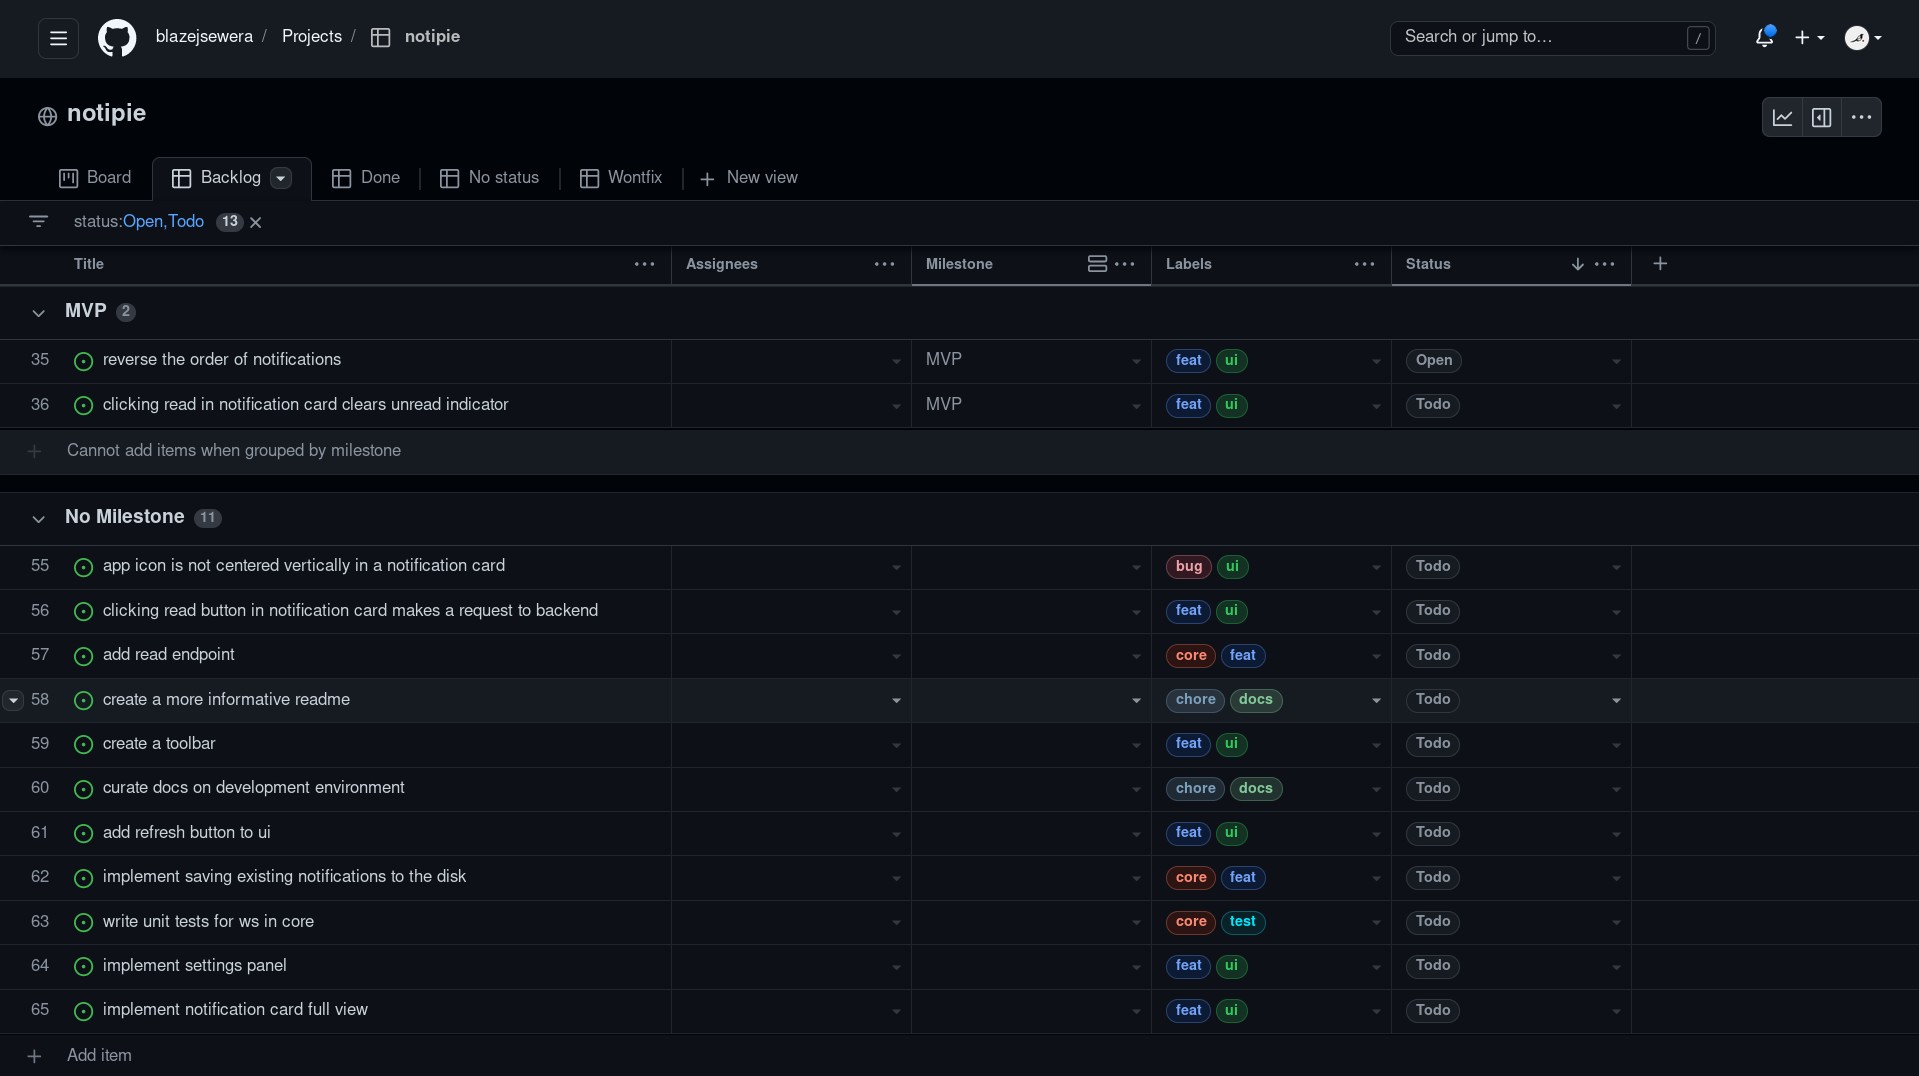 blazejsewera / Projects / notipie Search or jump to... /
notipie
Board Backlog Done No status Wontfix New view
status:Open,Todo 13
Title Assignees Milestone Labels Status
MVP 2
35 reverse the order of notifications MVP feat ui Open
36 clicking read in notification card clears unread indicator MVP feat ui Todo
Cannot add items when grouped by milestone
No Milestone 11
55 app icon is not centered vertically in a notification card bug ui Todo
56 clicking read button in notification card makes a request to backend feat ui Todo
57 add read endpoint core feat Todo
58 create a more informative readme chore docs Todo
59 create a toolbar feat ui Todo
60 curate docs on development environment chore docs Todo
61 add refresh button to ui feat ui Todo
62 implement saving existing notifications to the disk core feat Todo
63 write unit tests for ws in core core test Todo
64 implement settings panel feat ui Todo
65 implement notification card full view feat ui Todo
Add item